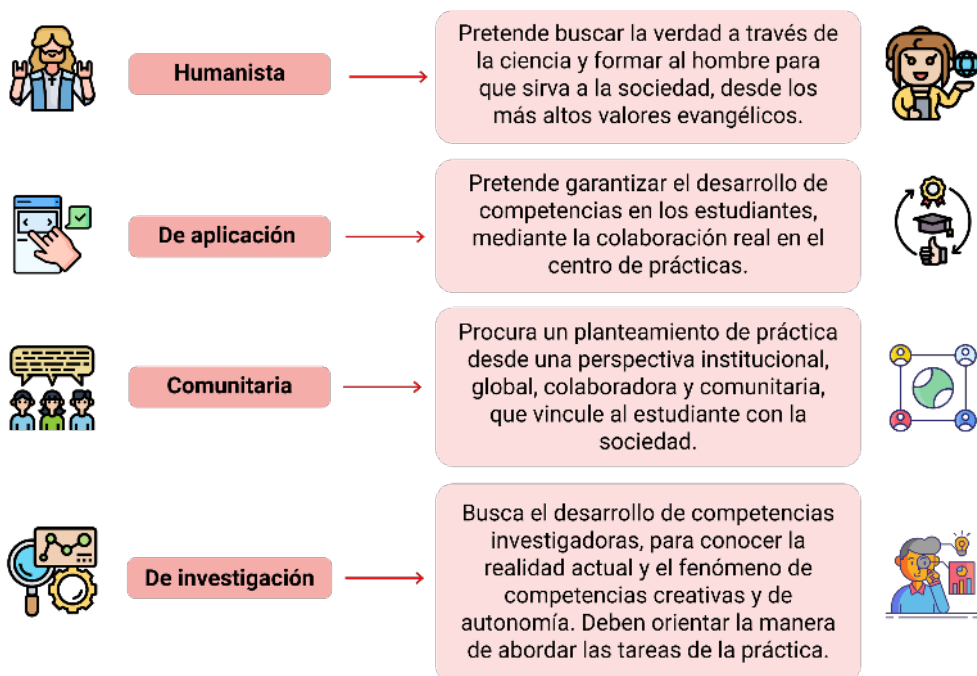 Humanista
Pretende buscar la verdad a través de
la ciencia y formar al hombre para
que sirva a la sociedad, desde los
más altos valores evangélicos.
De aplicación
Pretende garantizar el desarrollo de
competencias en los estudiantes,
mediante la colaboración real en el
centro de prácticas.
Comunitaria
Procura un planteamiento de práctica
desde una perspectiva institucional,
global, colaboradora y comunitaria,
que vincule al estudiante con la
sociedad.
De investigación
Busca el desarrollo de competencias
investigadoras, para conocer la
realidad actual y el fenómeno de
competencias creativas y de
autonomía. Deben orientar la manera
de abordar las tareas de la práctica.